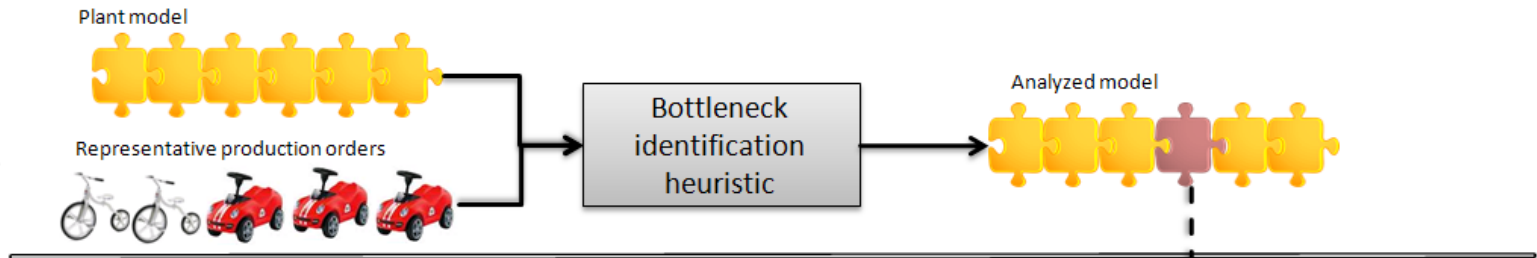 Plant model
Representative production orders
Bottleneck
identification
heuristic
Analyzed model